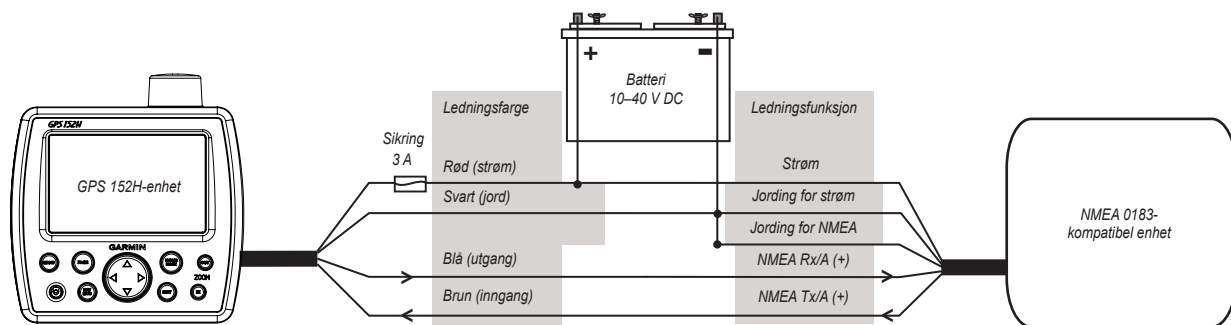 +
-
Batteri
10–40 V DC
Ledningsfarge
Ledningsfunksjon
GPS 152H
Sikring
3 A
Rød (strøm)
Strøm
GPS 152H-enhet
Svart (jord)
Jording for strøm
NMEA 0183-
kompatibel enhet
Jording for NMEA
GARMIN
Blå (utgang)
NMEA Rx/A (+)
ZOOM
Brun (inngang)
NMEA Tx/A (+)